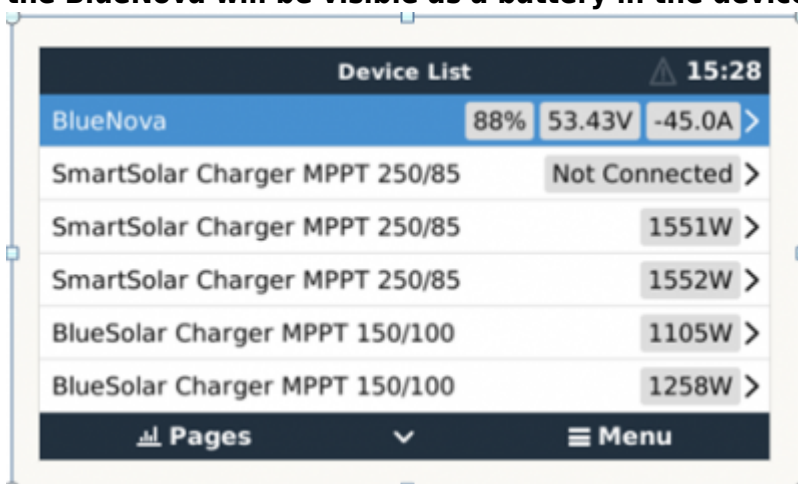 the BlueNova will be visible as a battery in the device
Device List 15:28
BlueNova 88% 53.43V -45.0A
SmartSolar Charger MPPT 250/85 Not Connected
SmartSolar Charger MPPT 250/85 1551W
SmartSolar Charger MPPT 250/85 1552W
BlueSolar Charger MPPT 150/100 1105W
BlueSolar Charger MPPT 150/100 1258W
Pages Menu